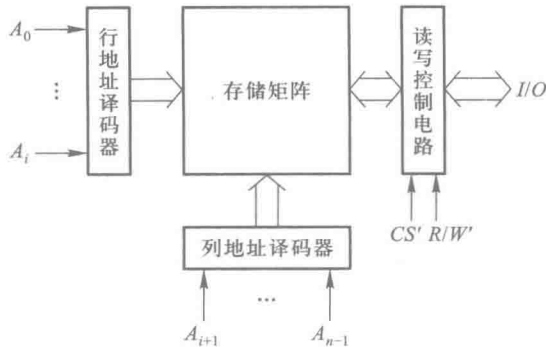 A₀
⋮
Aᵢ
行地址译码器
存储矩阵
读写控制电路
I/O
CS' R/W'
列地址译码器
...
Aᵢ₊₁
Aₙ₋₁